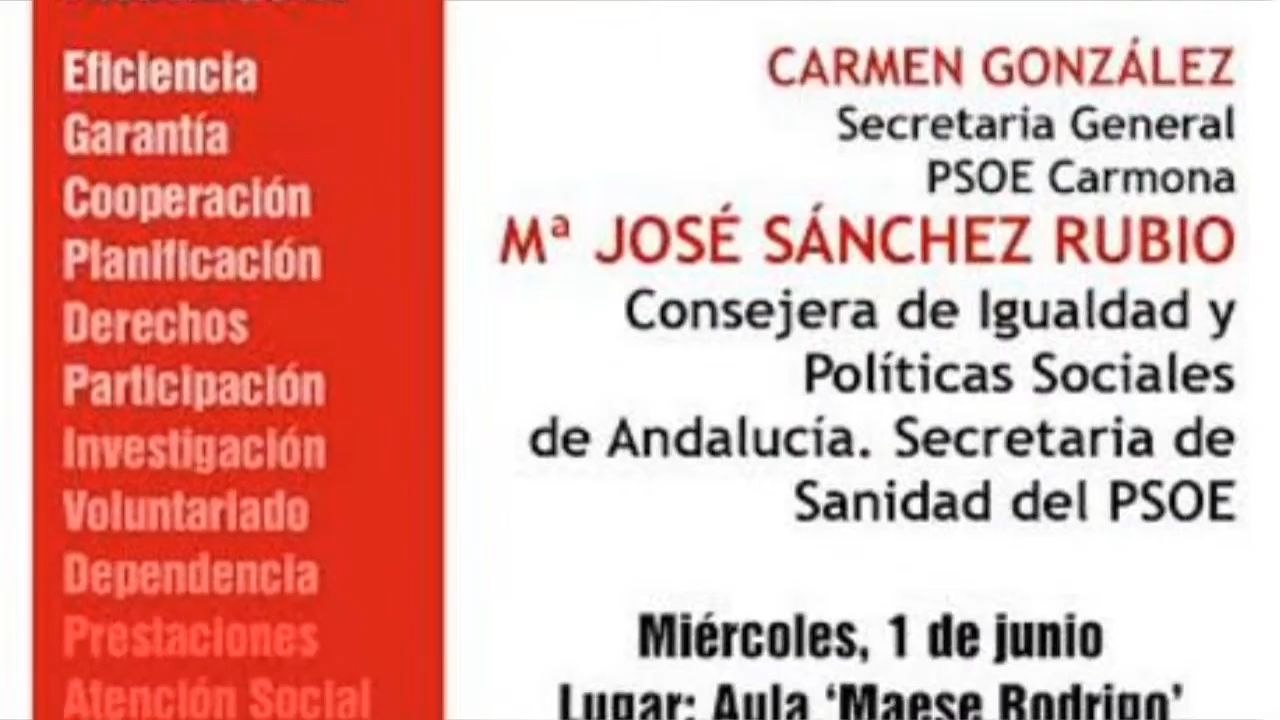 Eficiencia
Garantía
Cooperación
Planificación
Derechos
Participación
Investigación
Voluntariado
Dependencia
Prestaciones
Atención Social
CARMEN GONZÁLEZ
Secretaria General
PSOE Carmona
Mª JOSÉ SÁNCHEZ RUBIO
Consejera de Igualdad y
Políticas Sociales
de Andalucía. Secretaria de
Sanidad del PSOE
Miércoles, 1 de junio
Lugar: Aula ‘Maese Rodrigo’